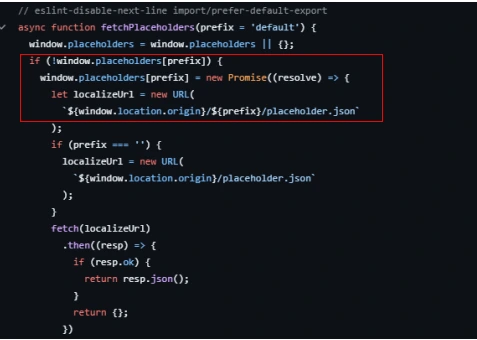 // eslint-disable-next-line import/prefer-default-export
async function fetchPlaceholders(prefix = 'default') {
window.placeholders = window.placeholders || {};
if (!window.placeholders[prefix]) {
window.placeholders[prefix] = new Promise((resolve) => {
let localizeUrl = new URL(
`${window.location.origin}/${prefix}/placeholder.json`
);
if (prefix === '') {
localizeUrl = new URL(
`${window.location.origin}/placeholder.json`
);
}
fetch(localizeUrl)
.then((resp) => {
if (resp.ok) {
return resp.json();
}
return {};
})